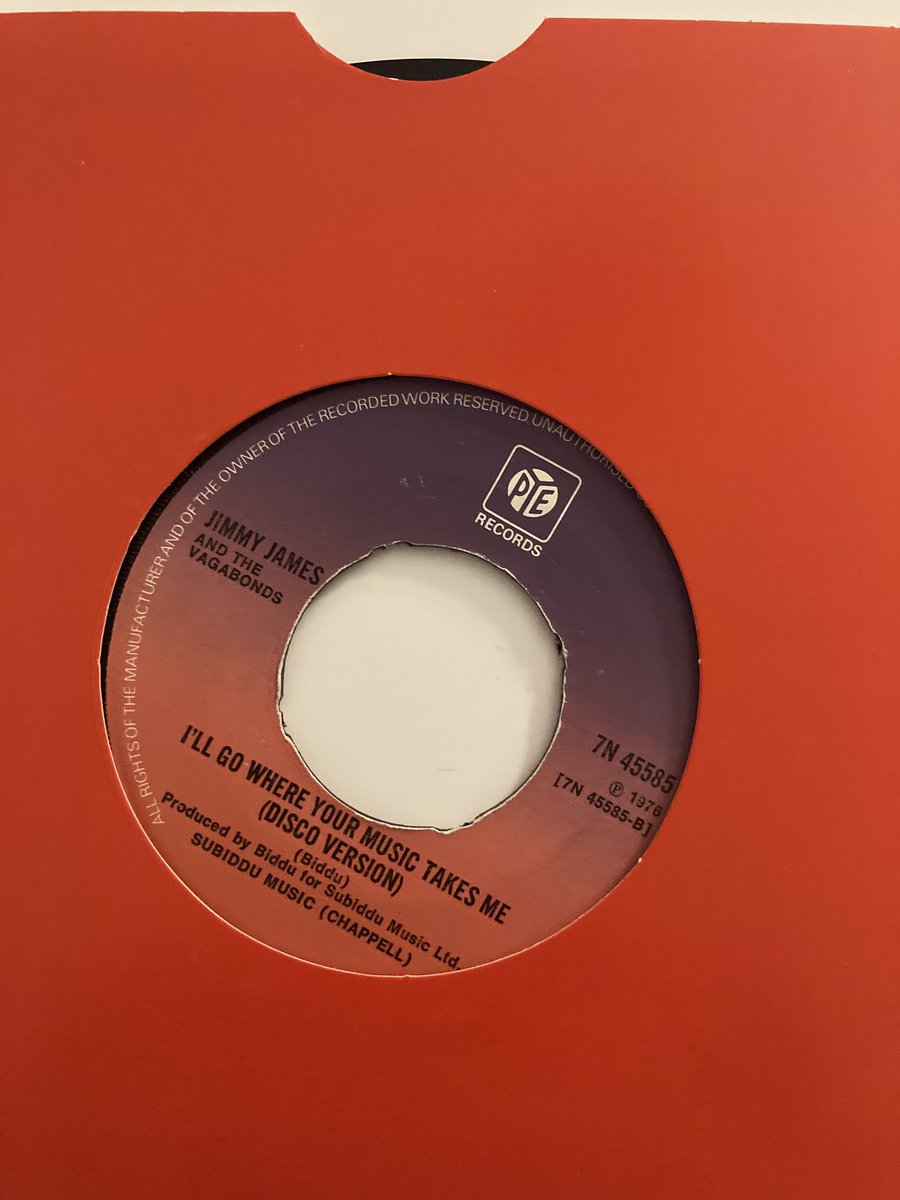 ALL RIGHTS OF THE MANUFACTURER AND OF THE OWNER OF THE RECORDED WORK RESERVED. UNAUTHORISED
PYE
RECORDS
JIMMY JAMES
AND THE
VAGABONDS
7N 45585
Ⓟ 1976
[7N 45585-B]
I'LL GO WHERE YOUR MUSIC TAKES ME
(DISCO VERSION)
(Biddu)
Produced by Biddu for Subiddu Music Ltd.
SUBIDDU MUSIC (CHAPPELL)